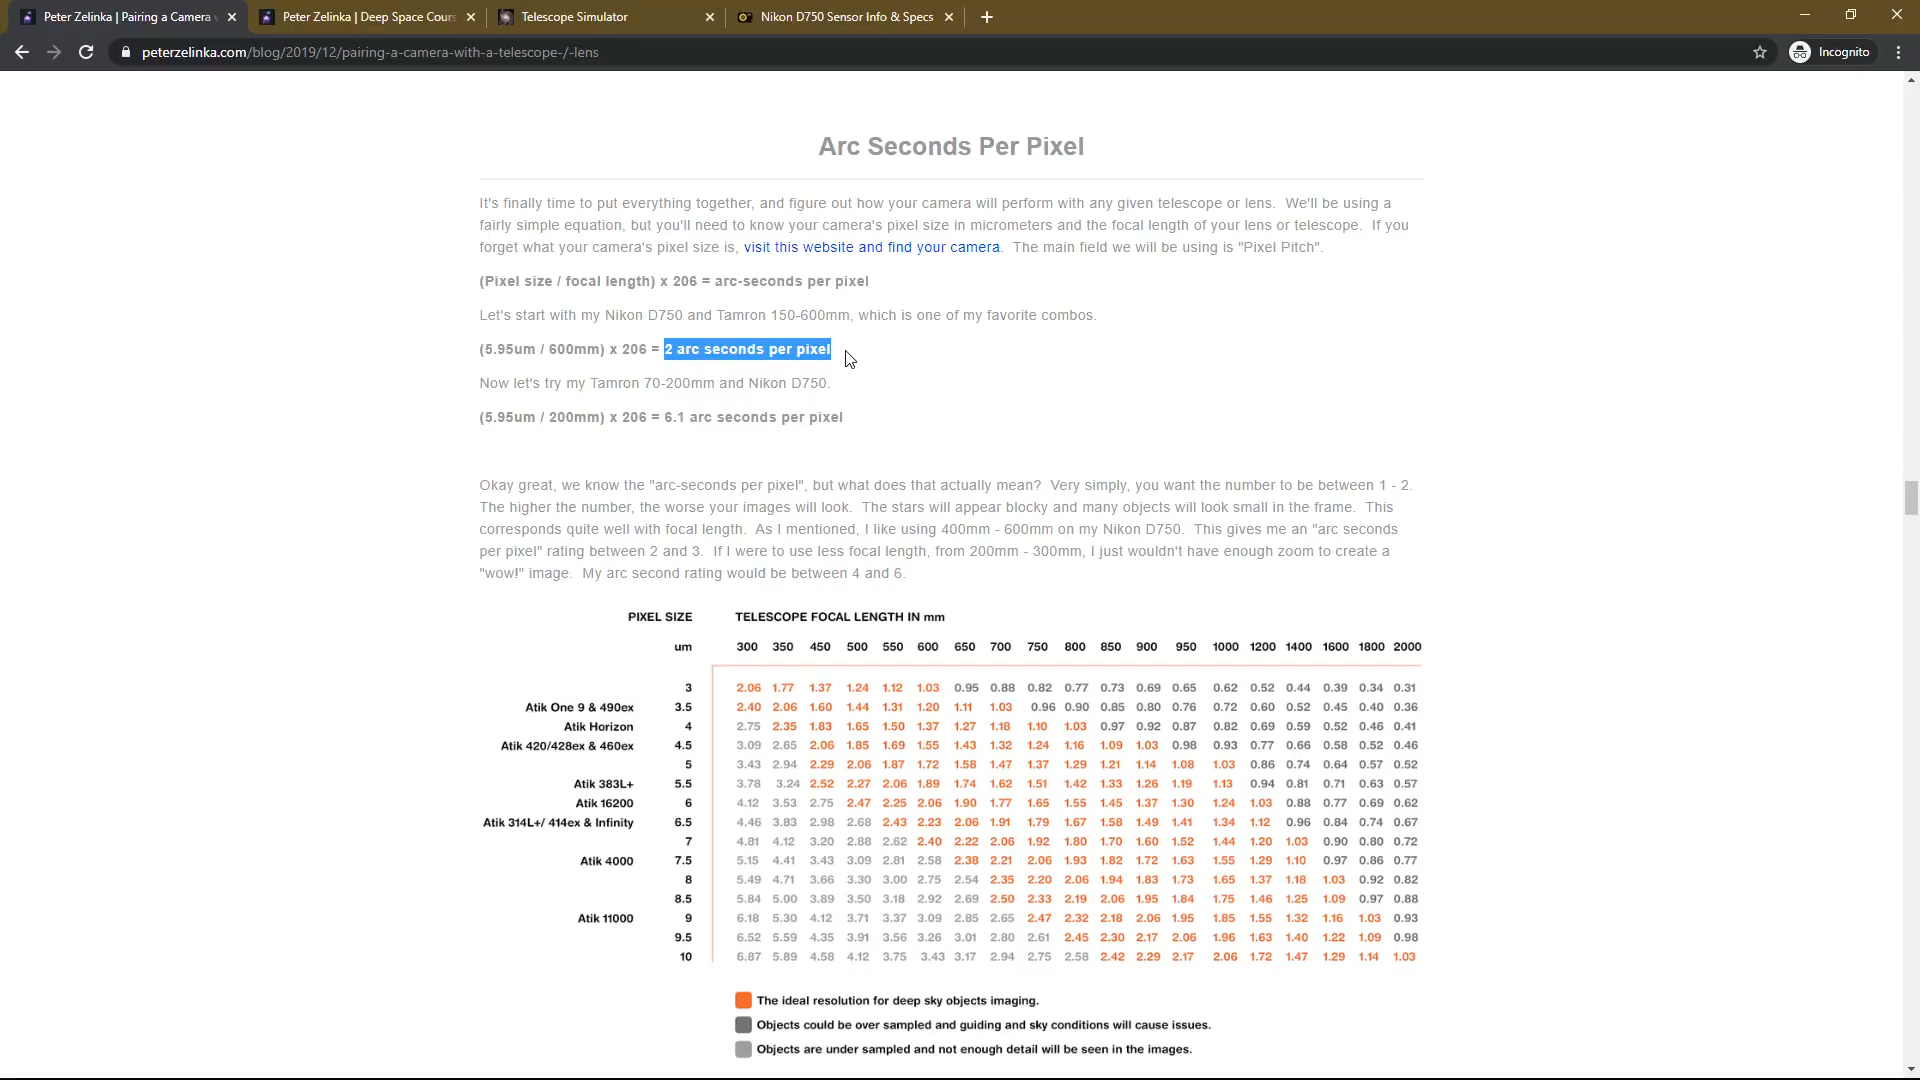 Peter Zelinka | Pairing a Camera
Peter Zelinka | Deep Space Cours
Telescope Simulator
Nikon D750 Sensor Info & Specs
peterzelinka.com/blog/2019/12/pairing-a-camera-with-a-telescope-/-lens
Incognito
Arc Seconds Per Pixel
It's finally time to put everything together, and figure out how your camera will perform with any given telescope or lens.  We'll be using a
fairly simple equation, but you'll need to know your camera's pixel size in micrometers and the focal length of your lens or telescope.  If you
forget what your camera's pixel size is, visit this website and find your camera.  The main field we will be using is "Pixel Pitch".
(Pixel size / focal length) x 206 = arc-seconds per pixel
Let's start with my Nikon D750 and Tamron 150-600mm, which is one of my favorite combos.
(5.95um / 600mm) x 206 = 2 arc seconds per pixel
Now let's try my Tamron 70-200mm and Nikon D750.
(5.95um / 200mm) x 206 = 6.1 arc seconds per pixel
Okay great, we know the "arc-seconds per pixel", but what does that actually mean?  Very simply, you want the number to be between 1 - 2.
The higher the number, the worse your images will look.  The stars will appear blocky and many objects will look small in the frame.  This
corresponds quite well with focal length.  As I mentioned, I like using 400mm - 600mm on my Nikon D750.  This gives me an "arc seconds
per pixel" rating between 2 and 3.  If I were to use less focal length, from 200mm - 300mm, I just wouldn't have enough zoom to create a
"wow!" image.  My arc second rating would be between 4 and 6.
PIXEL SIZE TELESCOPE FOCAL LENGTH IN mm
um 300 350 450 500 550 600 650 700 750 800 850 900 950 1000 1200 1400 1600 1800 2000
3 2.06 1.77 1.37 1.24 1.12 1.03 0.95 0.88 0.82 0.77 0.73 0.69 0.65 0.62 0.52 0.44 0.39 0.34 0.31
Atik One 9 & 490ex 3.5 2.40 2.06 1.60 1.44 1.31 1.20 1.11 1.03 0.96 0.90 0.85 0.80 0.76 0.72 0.60 0.52 0.45 0.40 0.36
Atik Horizon 4 2.75 2.35 1.83 1.65 1.50 1.37 1.27 1.18 1.10 1.03 0.97 0.92 0.87 0.82 0.69 0.59 0.52 0.46 0.41
Atik 420/428ex & 460ex 4.5 3.09 2.65 2.06 1.85 1.69 1.55 1.43 1.32 1.24 1.16 1.09 1.03 0.98 0.93 0.77 0.66 0.58 0.52 0.46
5 3.43 2.94 2.29 2.06 1.87 1.72 1.58 1.47 1.37 1.29 1.21 1.14 1.08 1.03 0.86 0.74 0.64 0.57 0.52
Atik 383L+ 5.5 3.78 3.24 2.52 2.27 2.06 1.89 1.74 1.62 1.51 1.42 1.33 1.26 1.19 1.13 0.94 0.81 0.71 0.63 0.57
Atik 16200 6 4.12 3.53 2.75 2.47 2.25 2.06 1.90 1.77 1.65 1.55 1.45 1.37 1.30 1.24 1.03 0.88 0.77 0.69 0.62
Atik 314L+/ 414ex & Infinity 6.5 4.46 3.83 2.98 2.68 2.43 2.23 2.06 1.91 1.79 1.67 1.58 1.49 1.41 1.34 1.12 0.96 0.84 0.74 0.67
7 4.81 4.12 3.20 2.88 2.62 2.40 2.22 2.06 1.92 1.80 1.70 1.60 1.52 1.44 1.20 1.03 0.90 0.80 0.72
Atik 4000 7.5 5.15 4.41 3.43 3.09 2.81 2.58 2.38 2.21 2.06 1.93 1.82 1.72 1.63 1.55 1.29 1.10 0.97 0.86 0.77
8 5.49 4.71 3.66 3.30 3.00 2.75 2.54 2.35 2.20 2.06 1.94 1.83 1.73 1.65 1.37 1.18 1.03 0.92 0.82
8.5 5.84 5.00 3.89 3.50 3.18 2.92 2.69 2.50 2.33 2.19 2.06 1.95 1.84 1.75 1.46 1.25 1.09 0.97 0.88
Atik 11000 9 6.18 5.30 4.12 3.71 3.37 3.09 2.85 2.65 2.47 2.32 2.18 2.06 1.95 1.85 1.55 1.32 1.16 1.03 0.93
9.5 6.52 5.59 4.35 3.91 3.56 3.26 3.01 2.80 2.61 2.45 2.30 2.17 2.06 1.96 1.63 1.40 1.22 1.09 0.98
10 6.87 5.89 4.58 4.12 3.75 3.43 3.17 2.94 2.75 2.58 2.42 2.29 2.17 2.06 1.72 1.47 1.29 1.14 1.03
The ideal resolution for deep sky objects imaging.
Objects could be over sampled and guiding and sky conditions will cause issues.
Objects are under sampled and not enough detail will be seen in the images.